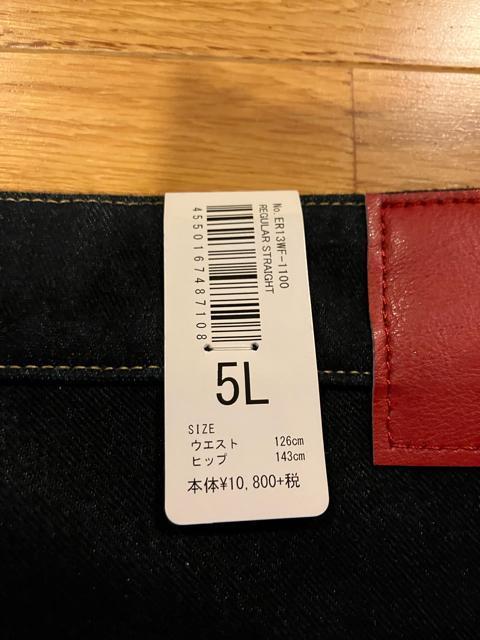 No. ER13WF-1100
REGULAR STRAIGHT
4550167487108
5L
SIZE
ウエスト 126cm
ヒップ 143cm
本体¥10,800+税